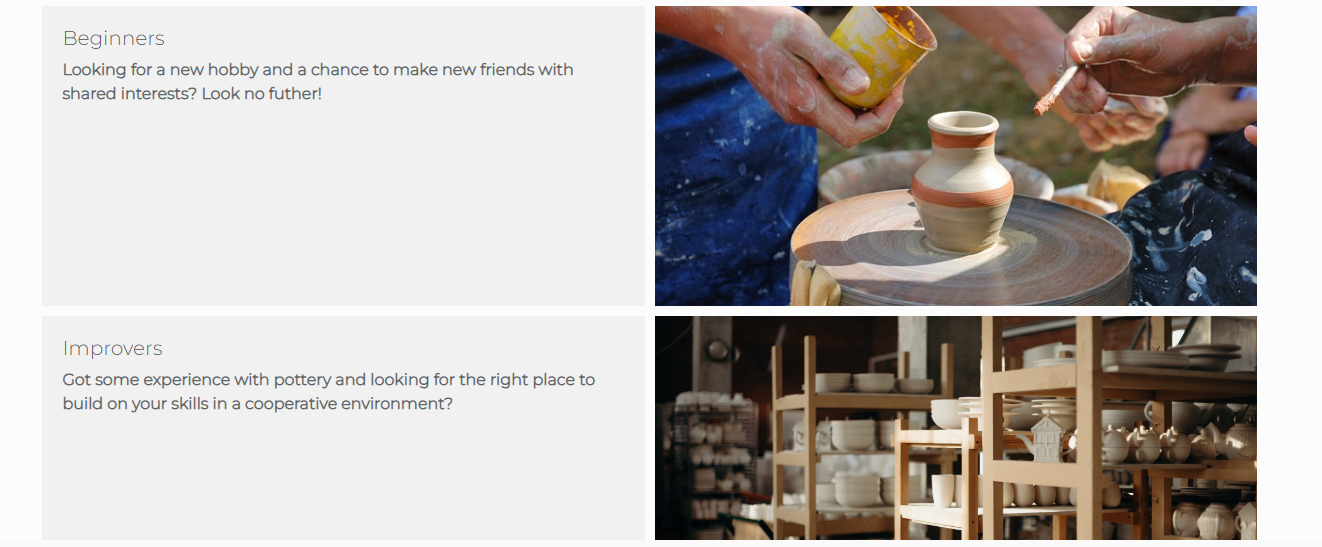 Beginners
Looking for a new hobby and a chance to make new friends with
shared interests? Look no futher!
Improvers
Got some experience with pottery and looking for the right place to
build on your skills in a cooperative environment?